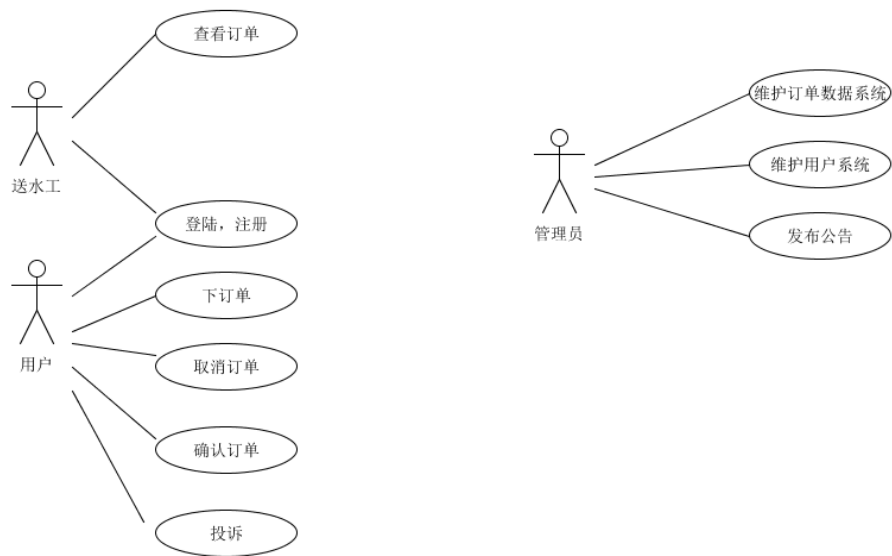 查看订单
送水工
登陆，注册
用户
下订单
取消订单
确认订单
投诉
维护订单数据系统
维护用户系统
管理员
发布公告